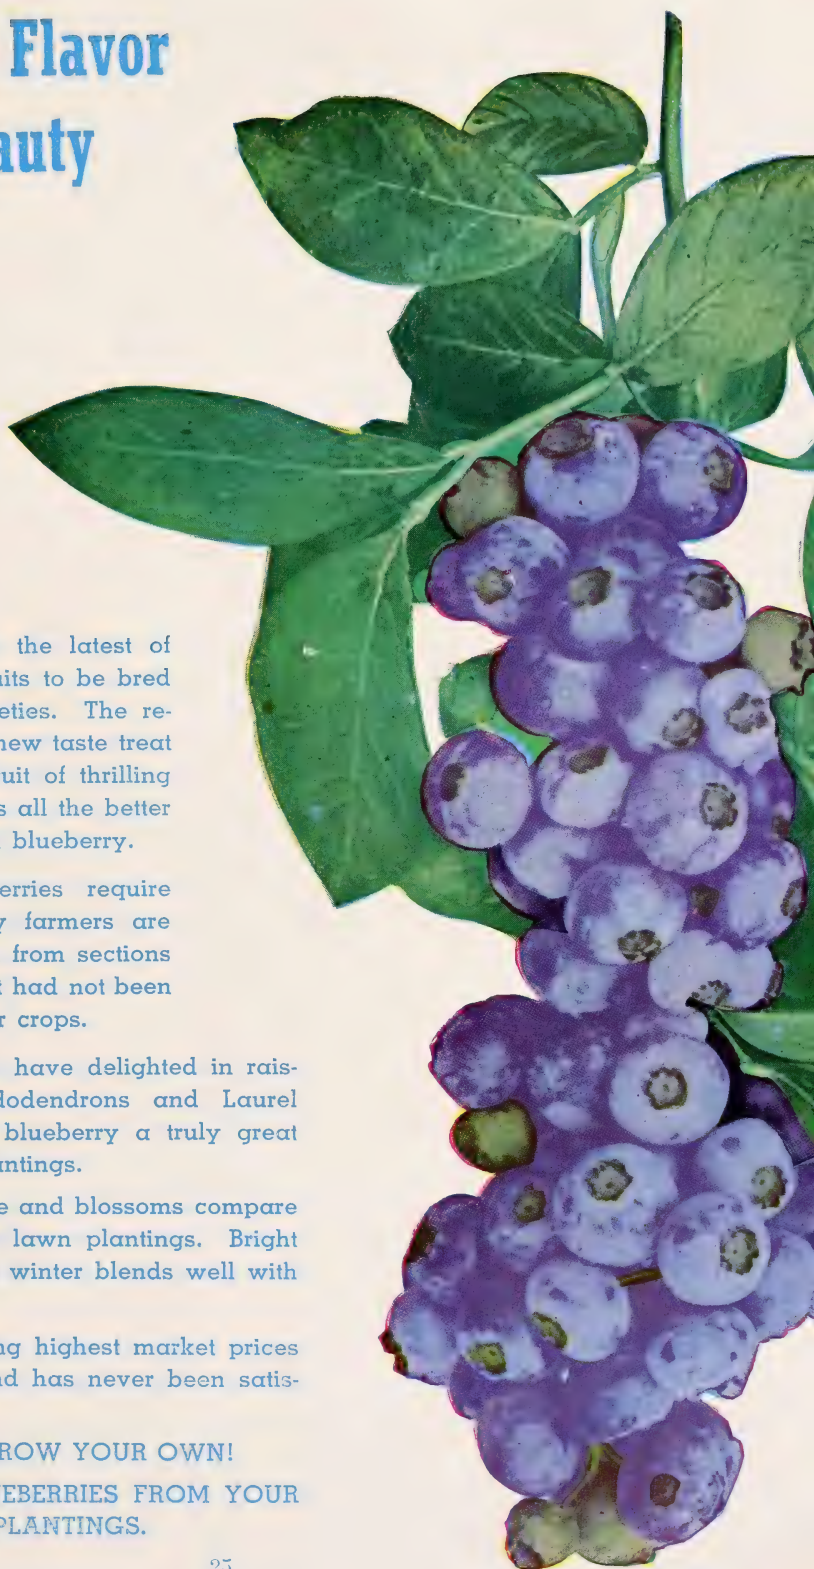 Flavor
auty
the latest of
uits to be bred
eties. The re-
new taste treat
uit of thrilling
s all the better
blueberry.
erries require
y farmers are
from sections
t had not been
r crops.
have delighted in rais-
dodendrons and Laurel
blueberry a truly great
antings.
e and blossoms compare
lawn plantings. Bright
winter blends well with
ng highest market prices
nd has never been satis-
ROW YOUR OWN!
EBERRIES FROM YOUR
PLANTINGS.